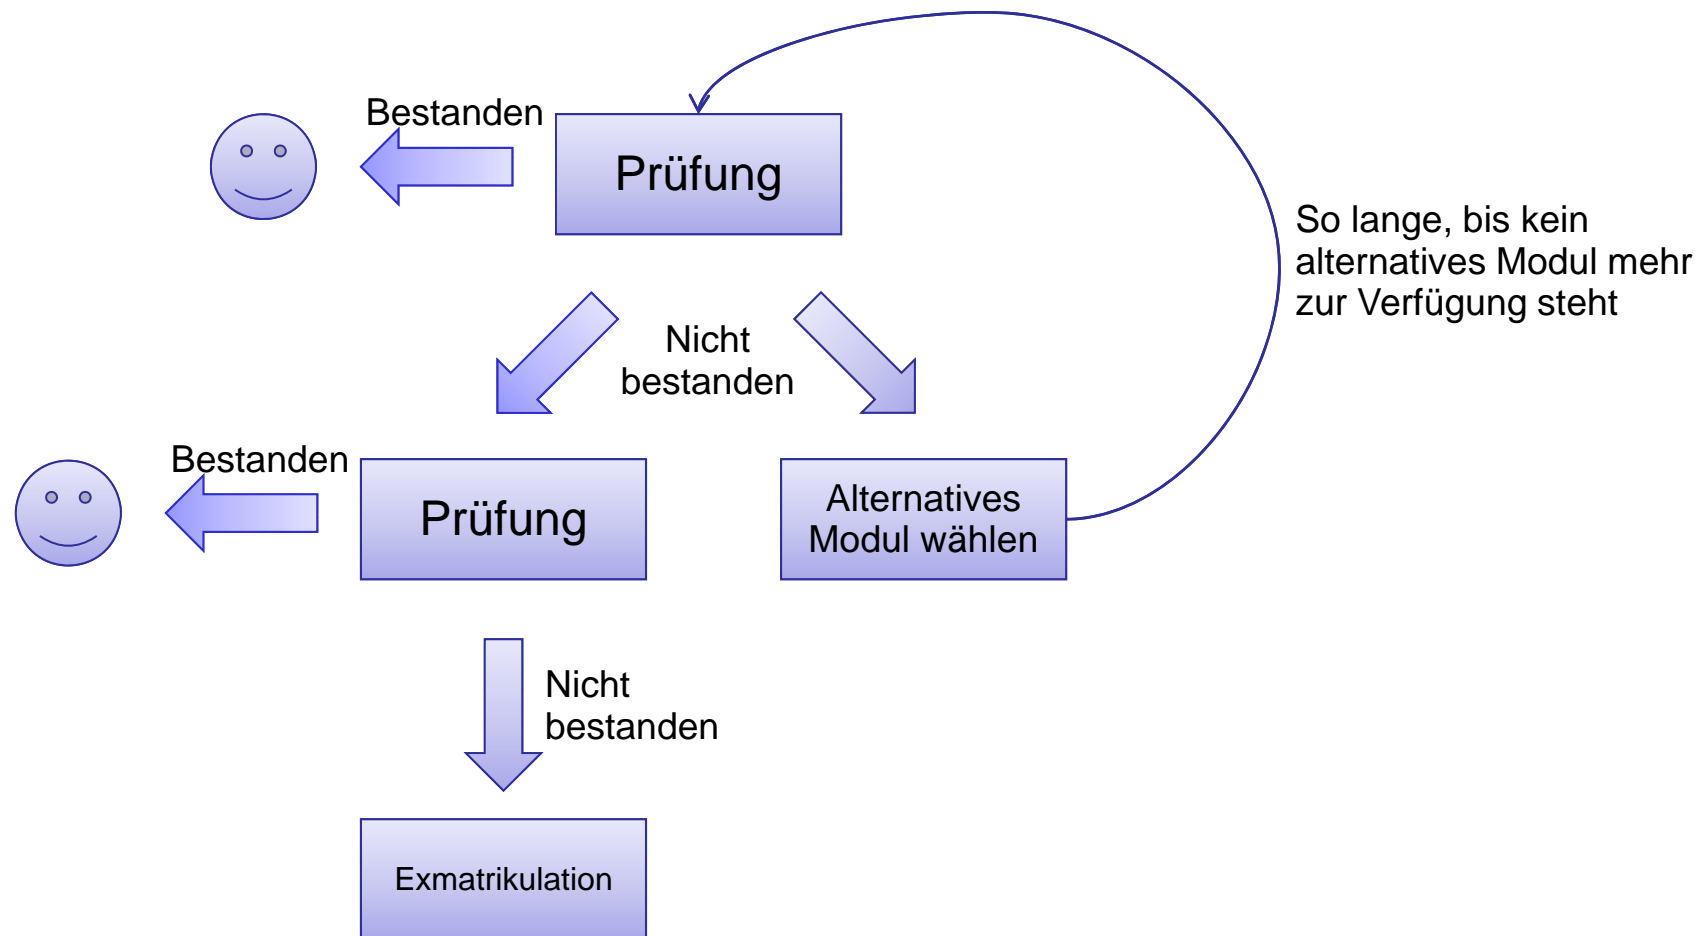 Bestanden
Prüfung
So lange, bis kein
alternatives Modul mehr
zur Verfügung steht
Nicht
bestanden
Bestanden
Prüfung
Alternatives
Modul wählen
Nicht
bestanden
Exmatrikulation